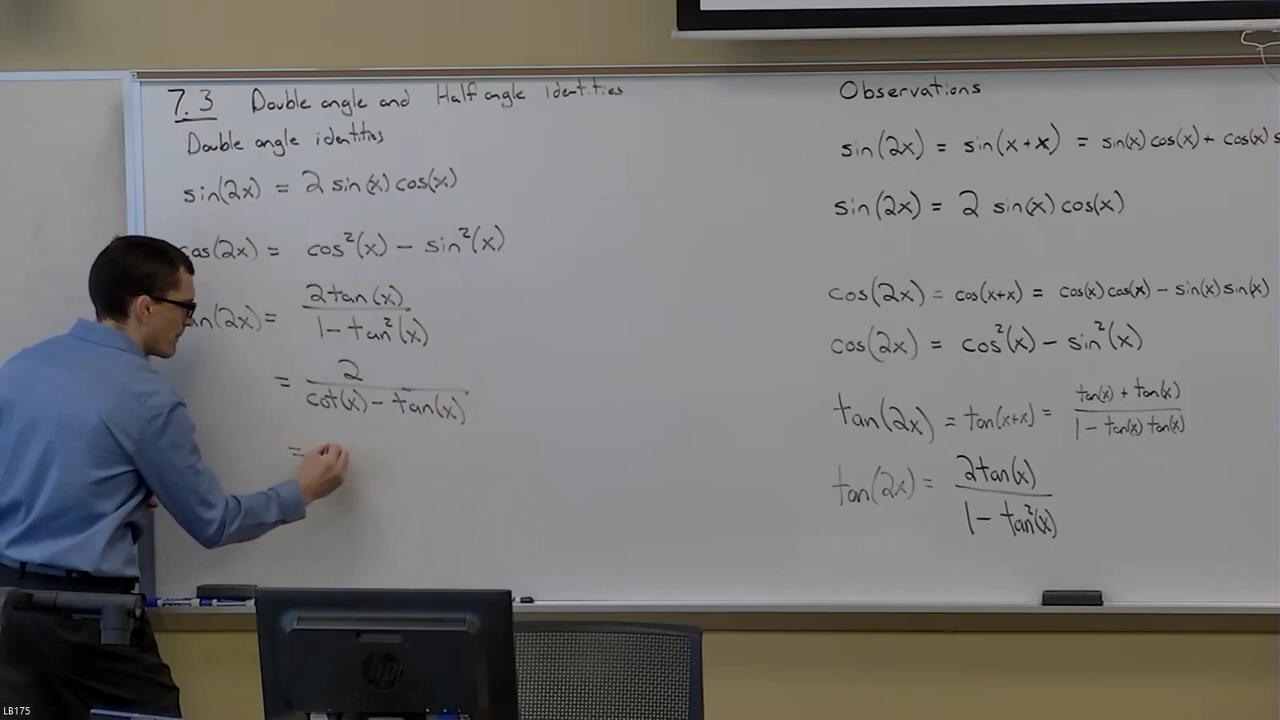 7.3 Double angle and Half angle identities
Double angle identities
sin(2x) = 2 sin(x) cos(x)
cos(2x) = cos²(x) − sin²(x)
an(2x) = 2tan(x) / 1 − tan²(x)
= 2 / cot(x) − tan(x)
=
Observations
sin(2x) = sin(x+x) = sin(x) cos(x) + cos(x) s
sin(2x) = 2 sin(x) cos(x)
cos(2x) = cos(x+x) = cos(x) cos(x) − sin(x) sin(x)
cos(2x) = cos²(x) − sin²(x)
tan(2x) = tan(x+x) = tan(x) + tan(x) / 1 − tan(x) tan(x)
tan(2x) = 2tan(x) / 1 − tan²(x)
hp
LB175